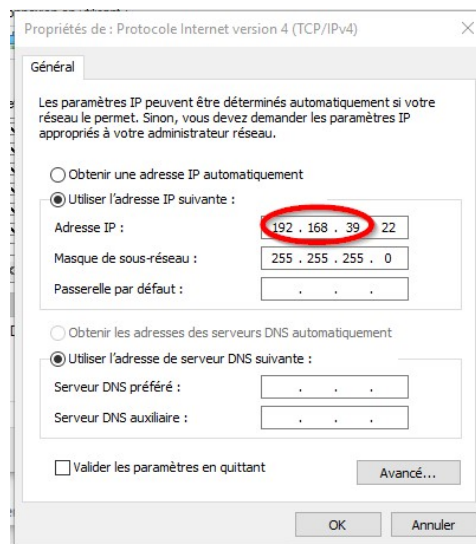 Propriétés de : Protocole Internet version 4 (TCP/IPv4)
Général
Les paramètres IP peuvent être déterminés automatiquement si votre
réseau le permet. Sinon, vous devez demander les paramètres IP
appropriés à votre administrateur réseau.
Obtenir une adresse IP automatiquement
Utiliser l'adresse IP suivante :
Adresse IP : 192 . 168 . 39 . 22
Masque de sous-réseau : 255 . 255 . 255 . 0
Passerelle par défaut : . . .
Obtenir les adresses des serveurs DNS automatiquement
Utiliser l'adresse de serveur DNS suivante :
Serveur DNS préféré : . . .
Serveur DNS auxiliaire : . . .
Valider les paramètres en quittant
Avancé...
OK Annuler